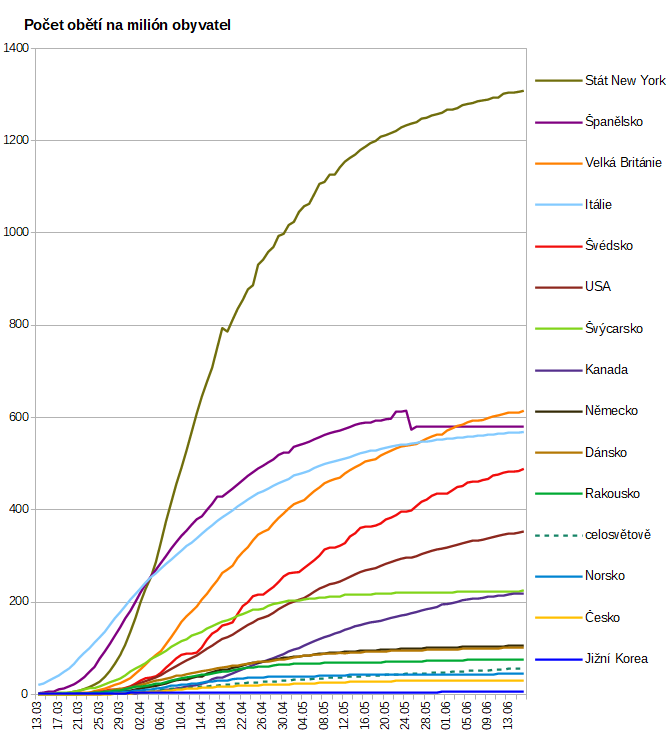 Počet obětí na milión obyvatel
1400
1200
1000
800
600
400
200
0
13.03
17.03
21.03
25.03
29.03
02.04
06.04
10.04
14.04
18.04
22.04
26.04
30.04
04.05
08.05
12.05
16.05
20.05
24.05
28.05
01.06
05.06
09.06
13.06
Stát New York
Španělsko
Velká Británie
Itálie
Švédsko
USA
Švýcarsko
Kanada
Německo
Dánsko
Rakousko
celosvětově
Norsko
Česko
Jižní Korea